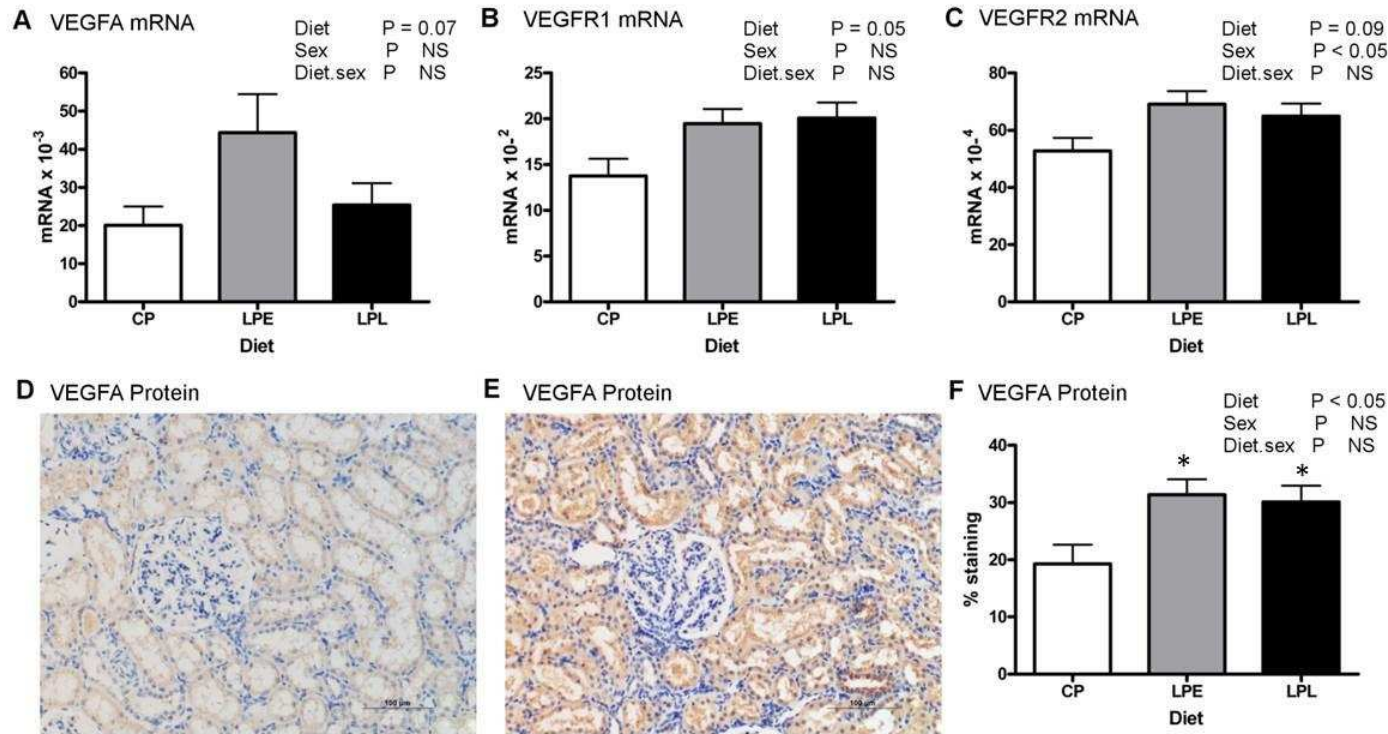 A VEGFA mRNA
Diet P = 0.07
Sex P NS
Diet.sex P NS
mRNA x 10-3
60
50
40
30
20
10
0
CP LPE LPL
Diet
B VEGFR1 mRNA
Diet P = 0.05
Sex P NS
Diet.sex P NS
mRNA x 10-2
25
20
15
10
5
0
CP LPE LPL
Diet
C VEGFR2 mRNA
Diet P = 0.09
Sex P < 0.05
Diet.sex P NS
mRNA x 10-4
80
60
40
20
0
CP LPE LPL
Diet
D VEGFA Protein
100 µm
E VEGFA Protein
100 µm
F VEGFA Protein
Diet P < 0.05
Sex P NS
Diet.sex P NS
% staining
40
30
20
10
0
* *
CP LPE LPL
Diet